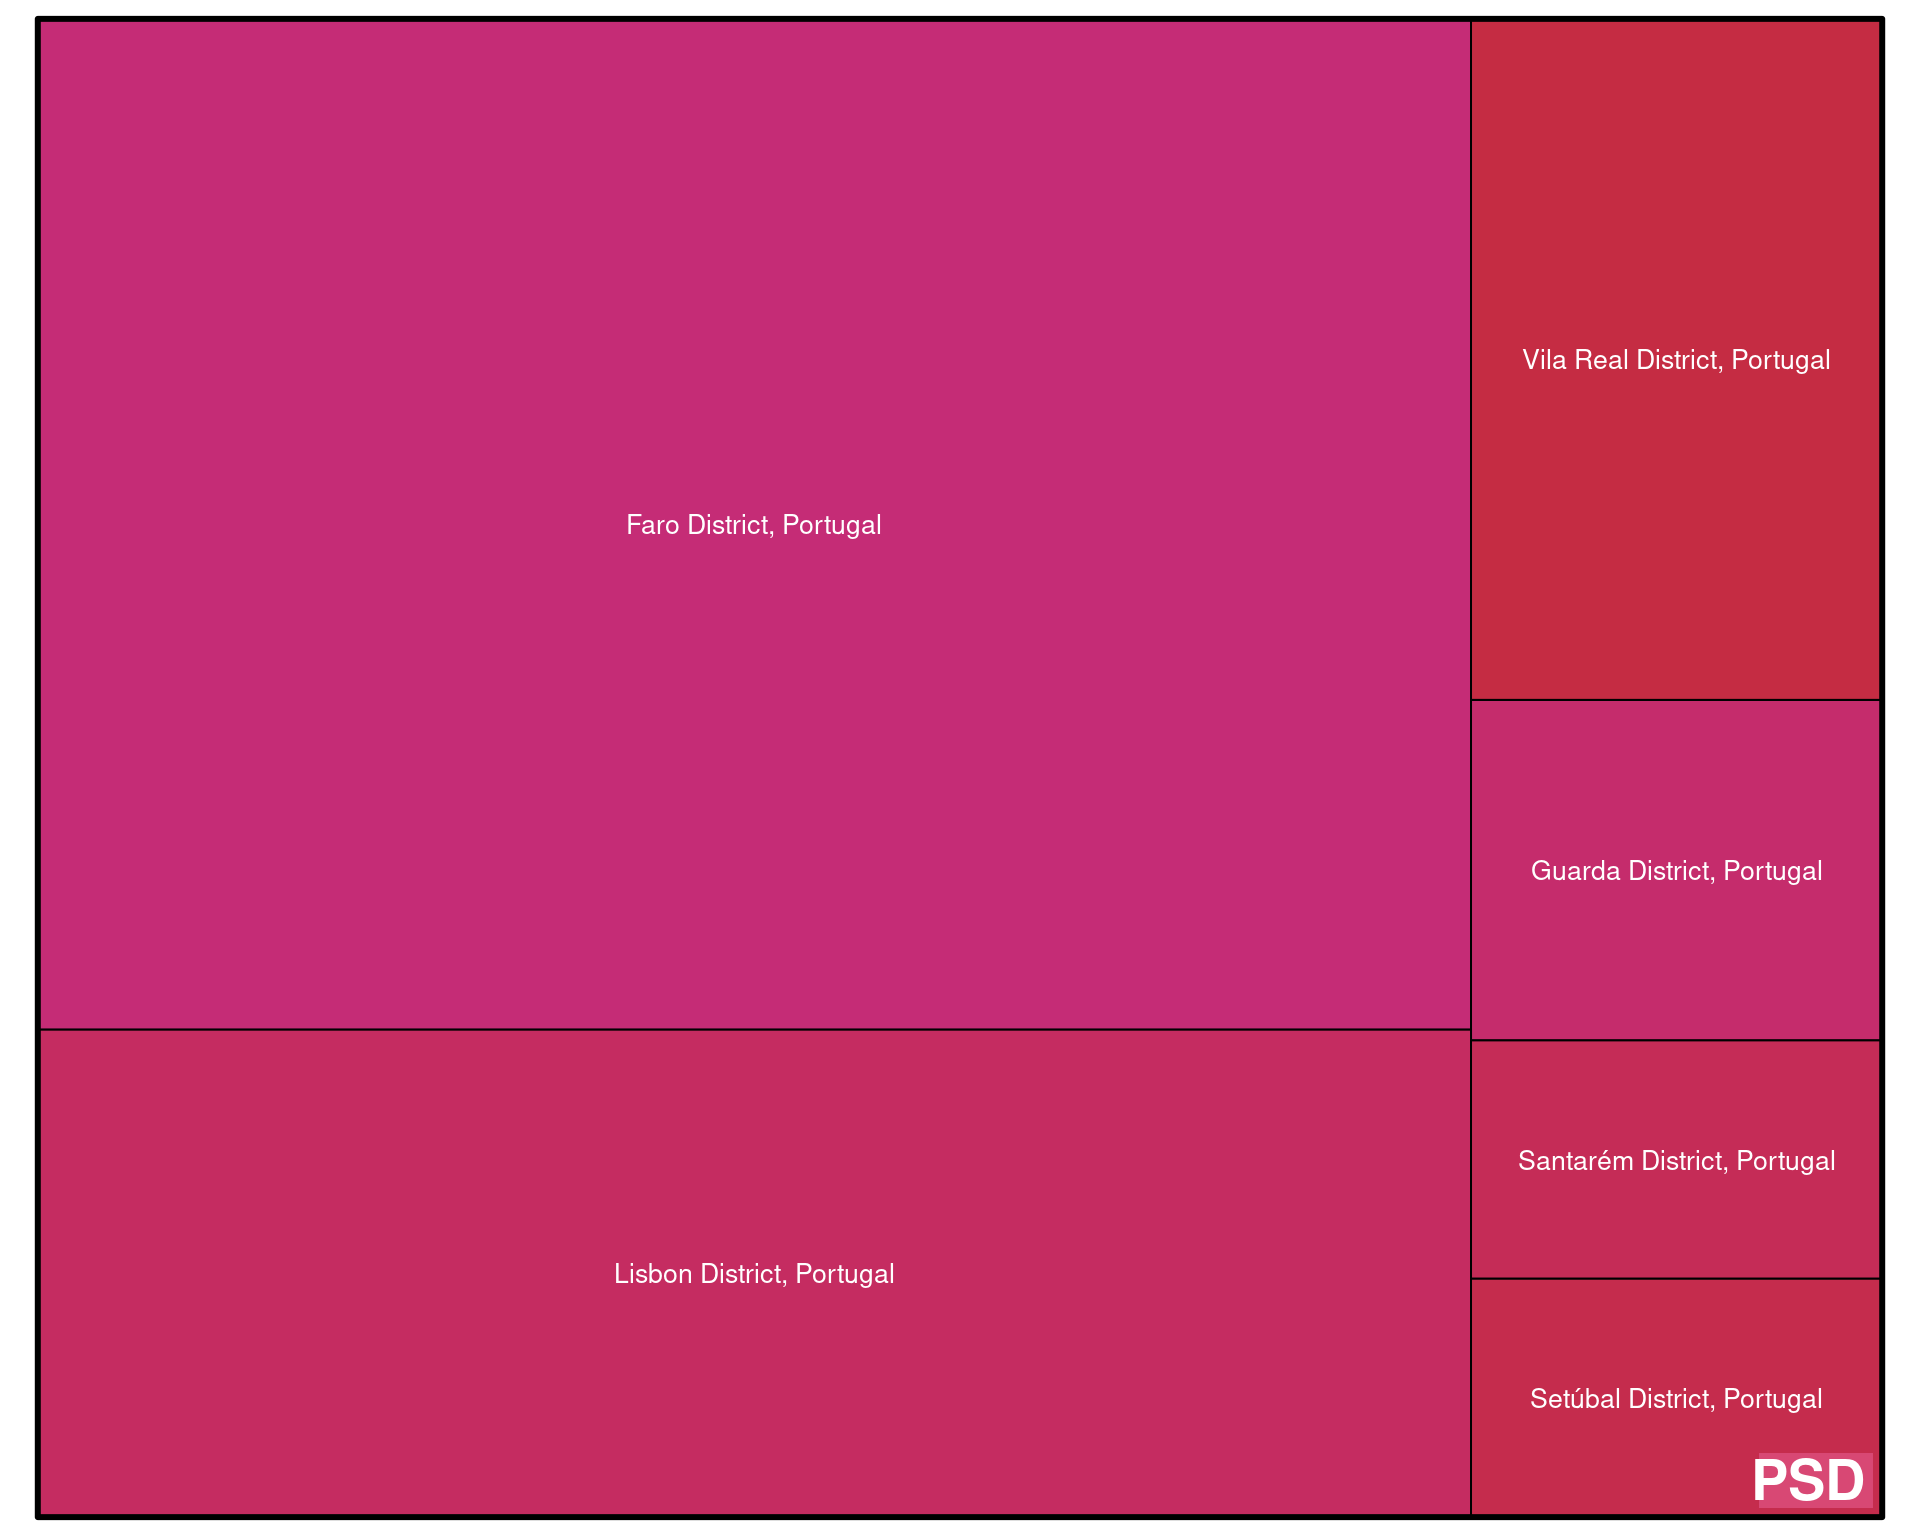 Faro District, Portugal
Lisbon District, Portugal
Vila Real District, Portugal
Guarda District, Portugal
Santarém District, Portugal
Setúbal District, Portugal
PSD